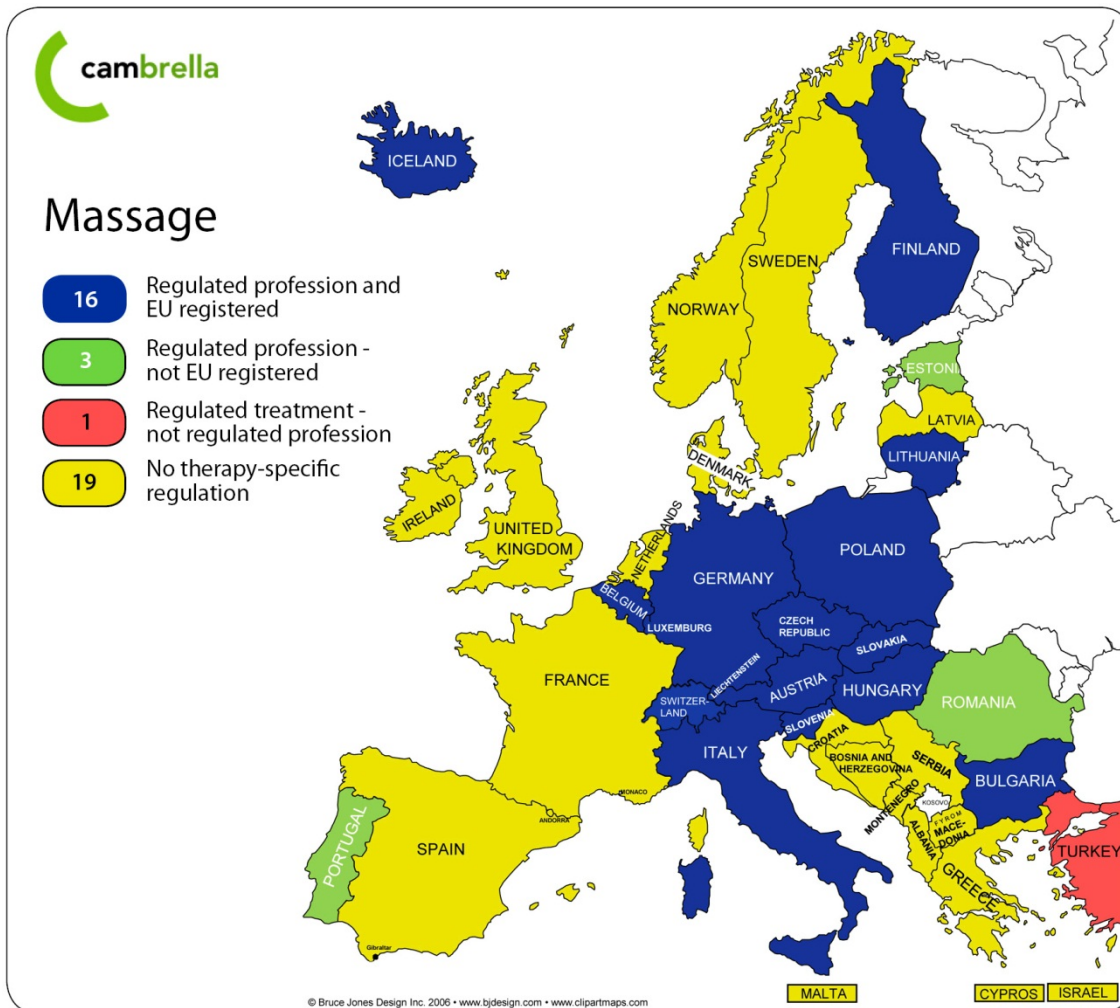 cambrella
Massage
16 Regulated profession and
EU registered
3 Regulated profession -
not EU registered
1 Regulated treatment -
not regulated profession
19 No therapy-specific
regulation
ICELAND
FINLAND
SWEDEN
NORWAY
ESTONI
LATVIA
LITHUANIA
DENMARK
IRELAND
UNITED
KINGDOM
NETHERLANDS
POLAND
GERMANY
BELGIUM
LUXEMBURG
CZECH
REPUBLIC
SLOVAKIA
LIECHTENSTEIN
AUSTRIA
HUNGARY
FRANCE
SWITZER-
LAND
SLOVENIA
ROMANIA
ITALY
CROATIA
BOSNIA AND
HERZEGOVINA
SERBIA
BULGARIA
MONACO
MONTENEGRO
KOSOVO
ANDORRA
FYROM
MACE-
DONIA
ALBANIA
PORTUGAL
SPAIN
TURKEY
GREECE
Gibraltar
MALTA
CYPROS
ISRAEL
© Bruce Jones Design Inc. 2006 • www.bjdesign.com • www.clipartmaps.com